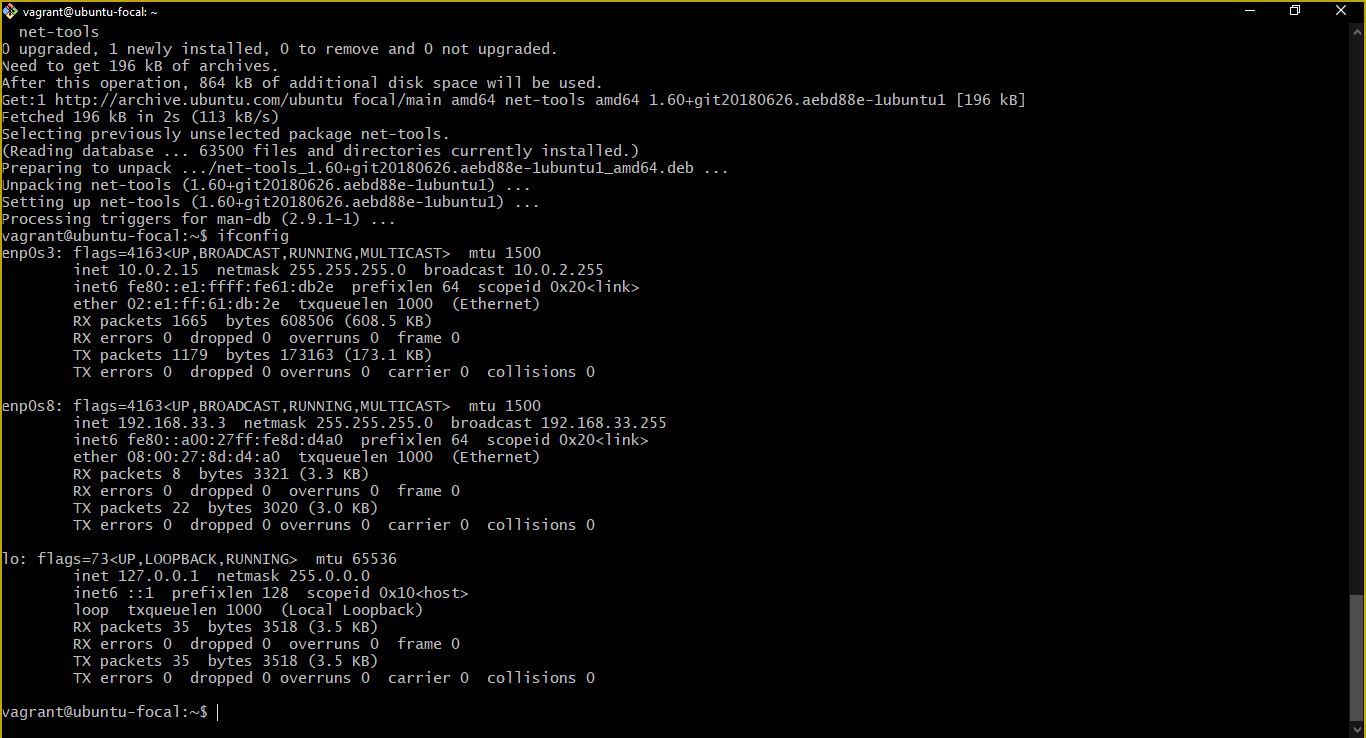 vagrant@ubuntu-focal: ~
net-tools
0 upgraded, 1 newly installed, 0 to remove and 0 not upgraded.
Need to get 196 kB of archives.
After this operation, 864 kB of additional disk space will be used.
Get:1 http://archive.ubuntu.com/ubuntu focal/main amd64 net-tools amd64 1.60+git20180626.aebd88e-1ubuntu1 [196 kB]
Fetched 196 kB in 2s (113 kB/s)
Selecting previously unselected package net-tools.
(Reading database ... 63500 files and directories currently installed.)
Preparing to unpack .../net-tools_1.60+git20180626.aebd88e-1ubuntu1_amd64.deb ...
Unpacking net-tools (1.60+git20180626.aebd88e-1ubuntu1) ...
Setting up net-tools (1.60+git20180626.aebd88e-1ubuntu1) ...
Processing triggers for man-db (2.9.1-1) ...
vagrant@ubuntu-focal:~$ ifconfig
enp0s3: flags=4163<UP,BROADCAST,RUNNING,MULTICAST>  mtu 1500
        inet 10.0.2.15  netmask 255.255.255.0  broadcast 10.0.2.255
        inet6 fe80::e1:ffff:fe61:db2e  prefixlen 64  scopeid 0x20<link>
        ether 02:e1:ff:61:db:2e  txqueuelen 1000  (Ethernet)
        RX packets 1665  bytes 608506 (608.5 KB)
        RX errors 0  dropped 0  overruns 0  frame 0
        TX packets 1179  bytes 173163 (173.1 KB)
        TX errors 0  dropped 0 overruns 0  carrier 0  collisions 0
enp0s8: flags=4163<UP,BROADCAST,RUNNING,MULTICAST>  mtu 1500
        inet 192.168.33.3  netmask 255.255.255.0  broadcast 192.168.33.255
        inet6 fe80::a00:27ff:fe8d:d4a0  prefixlen 64  scopeid 0x20<link>
        ether 08:00:27:8d:d4:a0  txqueuelen 1000  (Ethernet)
        RX packets 8  bytes 3321 (3.3 KB)
        RX errors 0  dropped 0  overruns 0  frame 0
        TX packets 22  bytes 3020 (3.0 KB)
        TX errors 0  dropped 0 overruns 0  carrier 0  collisions 0
lo: flags=73<UP,LOOPBACK,RUNNING>  mtu 65536
        inet 127.0.0.1  netmask 255.0.0.0
        inet6 ::1  prefixlen 128  scopeid 0x10<host>
        loop  txqueuelen 1000  (Local Loopback)
        RX packets 35  bytes 3518 (3.5 KB)
        RX errors 0  dropped 0  overruns 0  frame 0
        TX packets 35  bytes 3518 (3.5 KB)
        TX errors 0  dropped 0 overruns 0  carrier 0  collisions 0
vagrant@ubuntu-focal:~$